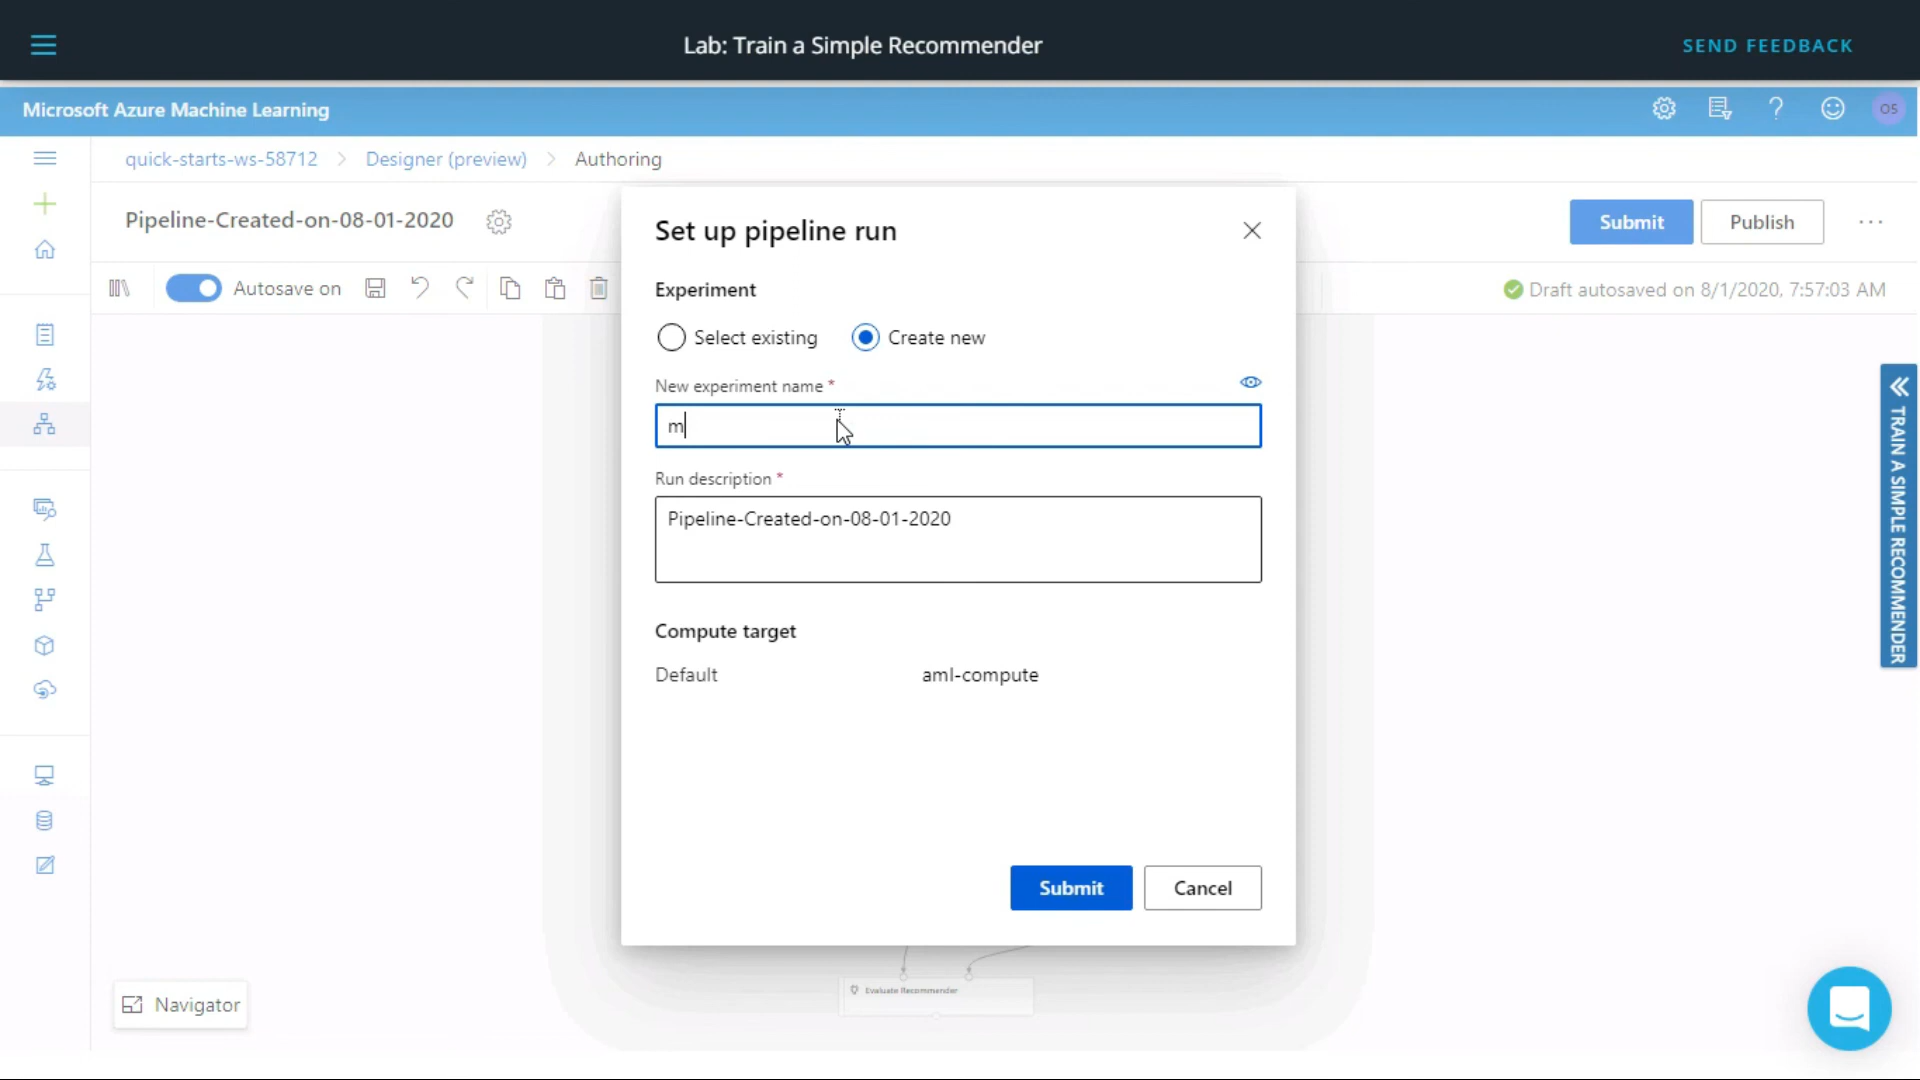 Lab: Train a Simple Recommender
SEND FEEDBACK
Microsoft Azure Machine Learning
OS
quick-starts-ws-58712 > Designer (preview) > Authoring
Pipeline-Created-on-08-01-2020
Submit
Publish
Autosave on
Draft autosaved on 8/1/2020, 7:57:03 AM
Set up pipeline run
Experiment
Select existing
Create new
New experiment name *
m
Run description *
Pipeline-Created-on-08-01-2020
Compute target
Default
aml-compute
Submit
Cancel
TRAIN A SIMPLE RECOMMENDER
Evaluate Recommender
Navigator